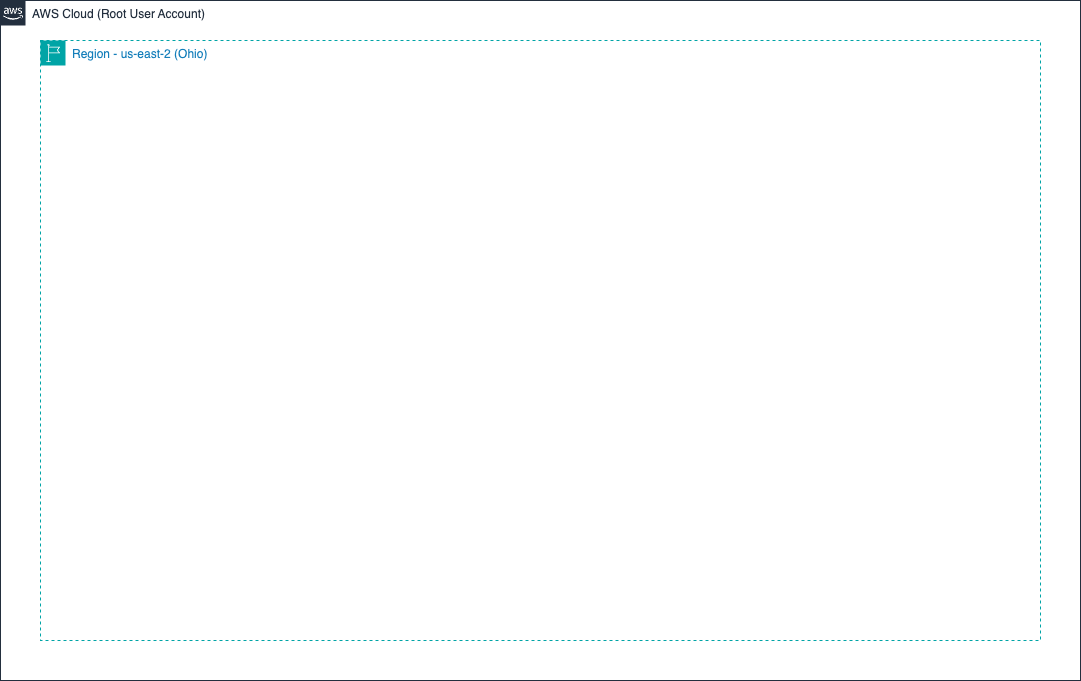 aws
AWS Cloud (Root User Account)
Region - us-east-2 (Ohio)